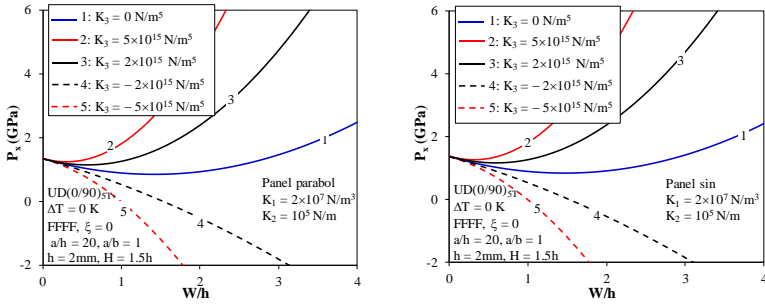 6
4
2
0
-2
P_x (GPa)
1: K₃ = 0 N/m⁵
2: K₃ = 5×10¹⁵ N/m⁵
3: K₃ = 2×10¹⁵ N/m⁵
4: K₃ = − 2×10¹⁵ N/m⁵
5: K₃ = − 5×10¹⁵ N/m⁵
2
3
1
5
4
UD(0/90)₅T
ΔT = 0 K
FFFF, ξ = 0
a/h = 20, a/b = 1
h = 2mm, H = 1.5h
Panel parabol
K₁ = 2×10⁷ N/m³
K₂ = 10⁵ N/m
0
1
2
3
4
W/h
6
4
2
0
-2
P_x (GPa)
1: K₃ = 0 N/m⁵
2: K₃ = 5×10¹⁵ N/m⁵
3: K₃ = 2×10¹⁵ N/m⁵
4: K₃ = − 2×10¹⁵ N/m⁵
5: K₃ = − 5×10¹⁵ N/m⁵
2
3
1
5
4
UD(0/90)₅T
ΔT = 0 K
FFFF, ξ = 0
a/h = 20, a/b = 1
h = 2mm, H = 1.5h
Panel sin
K₁ = 2×10⁷ N/m³
K₂ = 10⁵ N/m
0
1
2
3
4
W/h